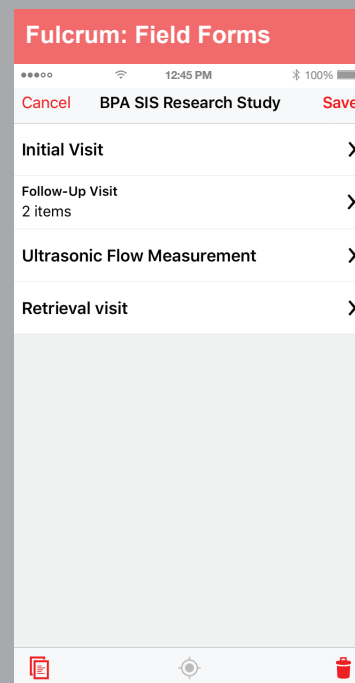 Fulcrum: Field Forms
12:45 PM 100%
Cancel BPA SIS Research Study Save
Initial Visit
Follow-Up Visit
2 items
Ultrasonic Flow Measurement
Retrieval visit